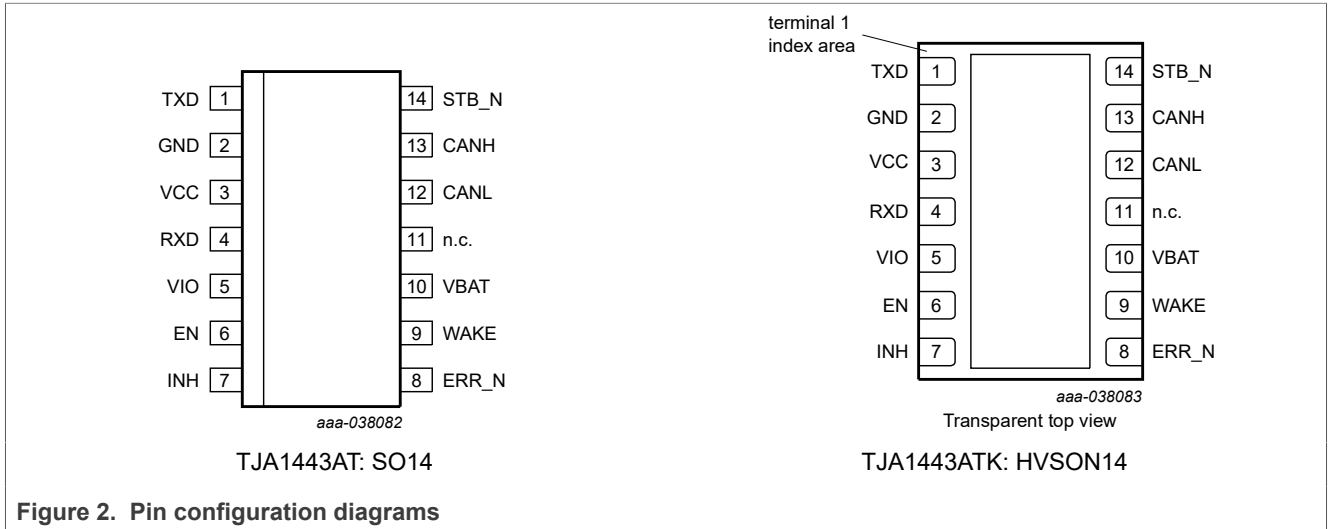 TXD 1 14 STB_N
GND 2 13 CANH
VCC 3 12 CANL
RXD 4 11 n.c.
VIO 5 10 VBAT
EN 6 9 WAKE
INH 7 8 ERR_N
aaa-038082
TJA1443AT: SO14
terminal 1
index area
TXD 1 14 STB_N
GND 2 13 CANH
VCC 3 12 CANL
RXD 4 11 n.c.
VIO 5 10 VBAT
EN 6 9 WAKE
INH 7 8 ERR_N
aaa-038083
Transparent top view
TJA1443ATK: HVSON14
Figure 2. Pin configuration diagrams